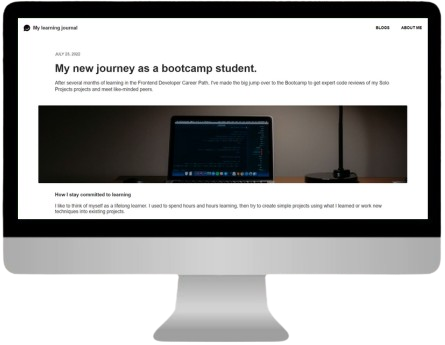 My learning journal
BLOGS
ABOUT ME
JULY 23, 2022
My new journey as a bootcamp student.
After several months of learning in the Frontend Developer Career Path, I've made the big jump over to the Bootcamp to get expert code reviews of my Solo
Projects projects and meet like-minded peers.
How I stay committed to learning
I like to think of myself as a lifelong learner. I used to spend hours and hours learning, then try to create simple projects using what I learned or work new
techniques into existing projects